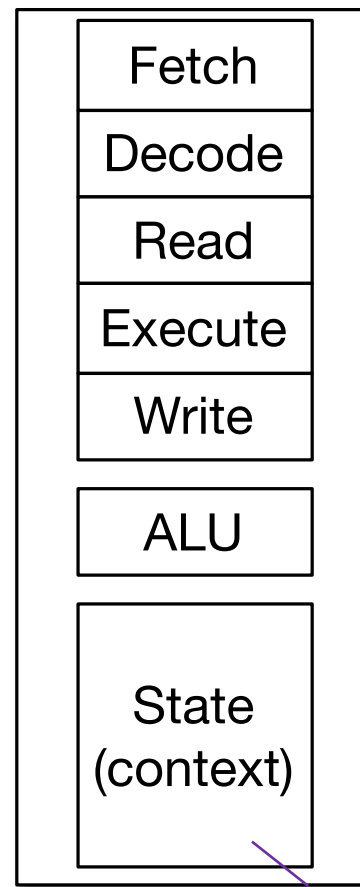 Fetch
Decode
Read
Execute
Write
ALU
State
(context)